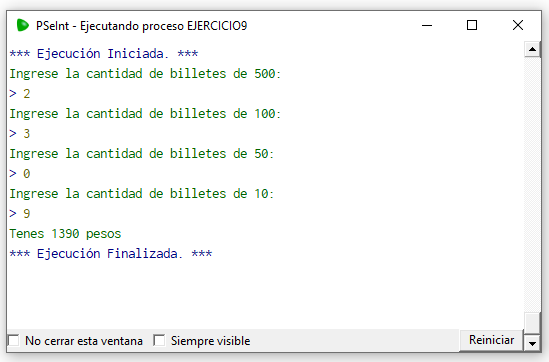 PSeInt - Ejecutando proceso EJERCICIO9
*** Ejecución Iniciada. ***
Ingrese la cantidad de billetes de 500:
> 2
Ingrese la cantidad de billetes de 100:
> 3
Ingrese la cantidad de billetes de 50:
> 0
Ingrese la cantidad de billetes de 10:
> 9
Tenes 1390 pesos
*** Ejecución Finalizada. ***
No cerrar esta ventana Siempre visible Reiniciar